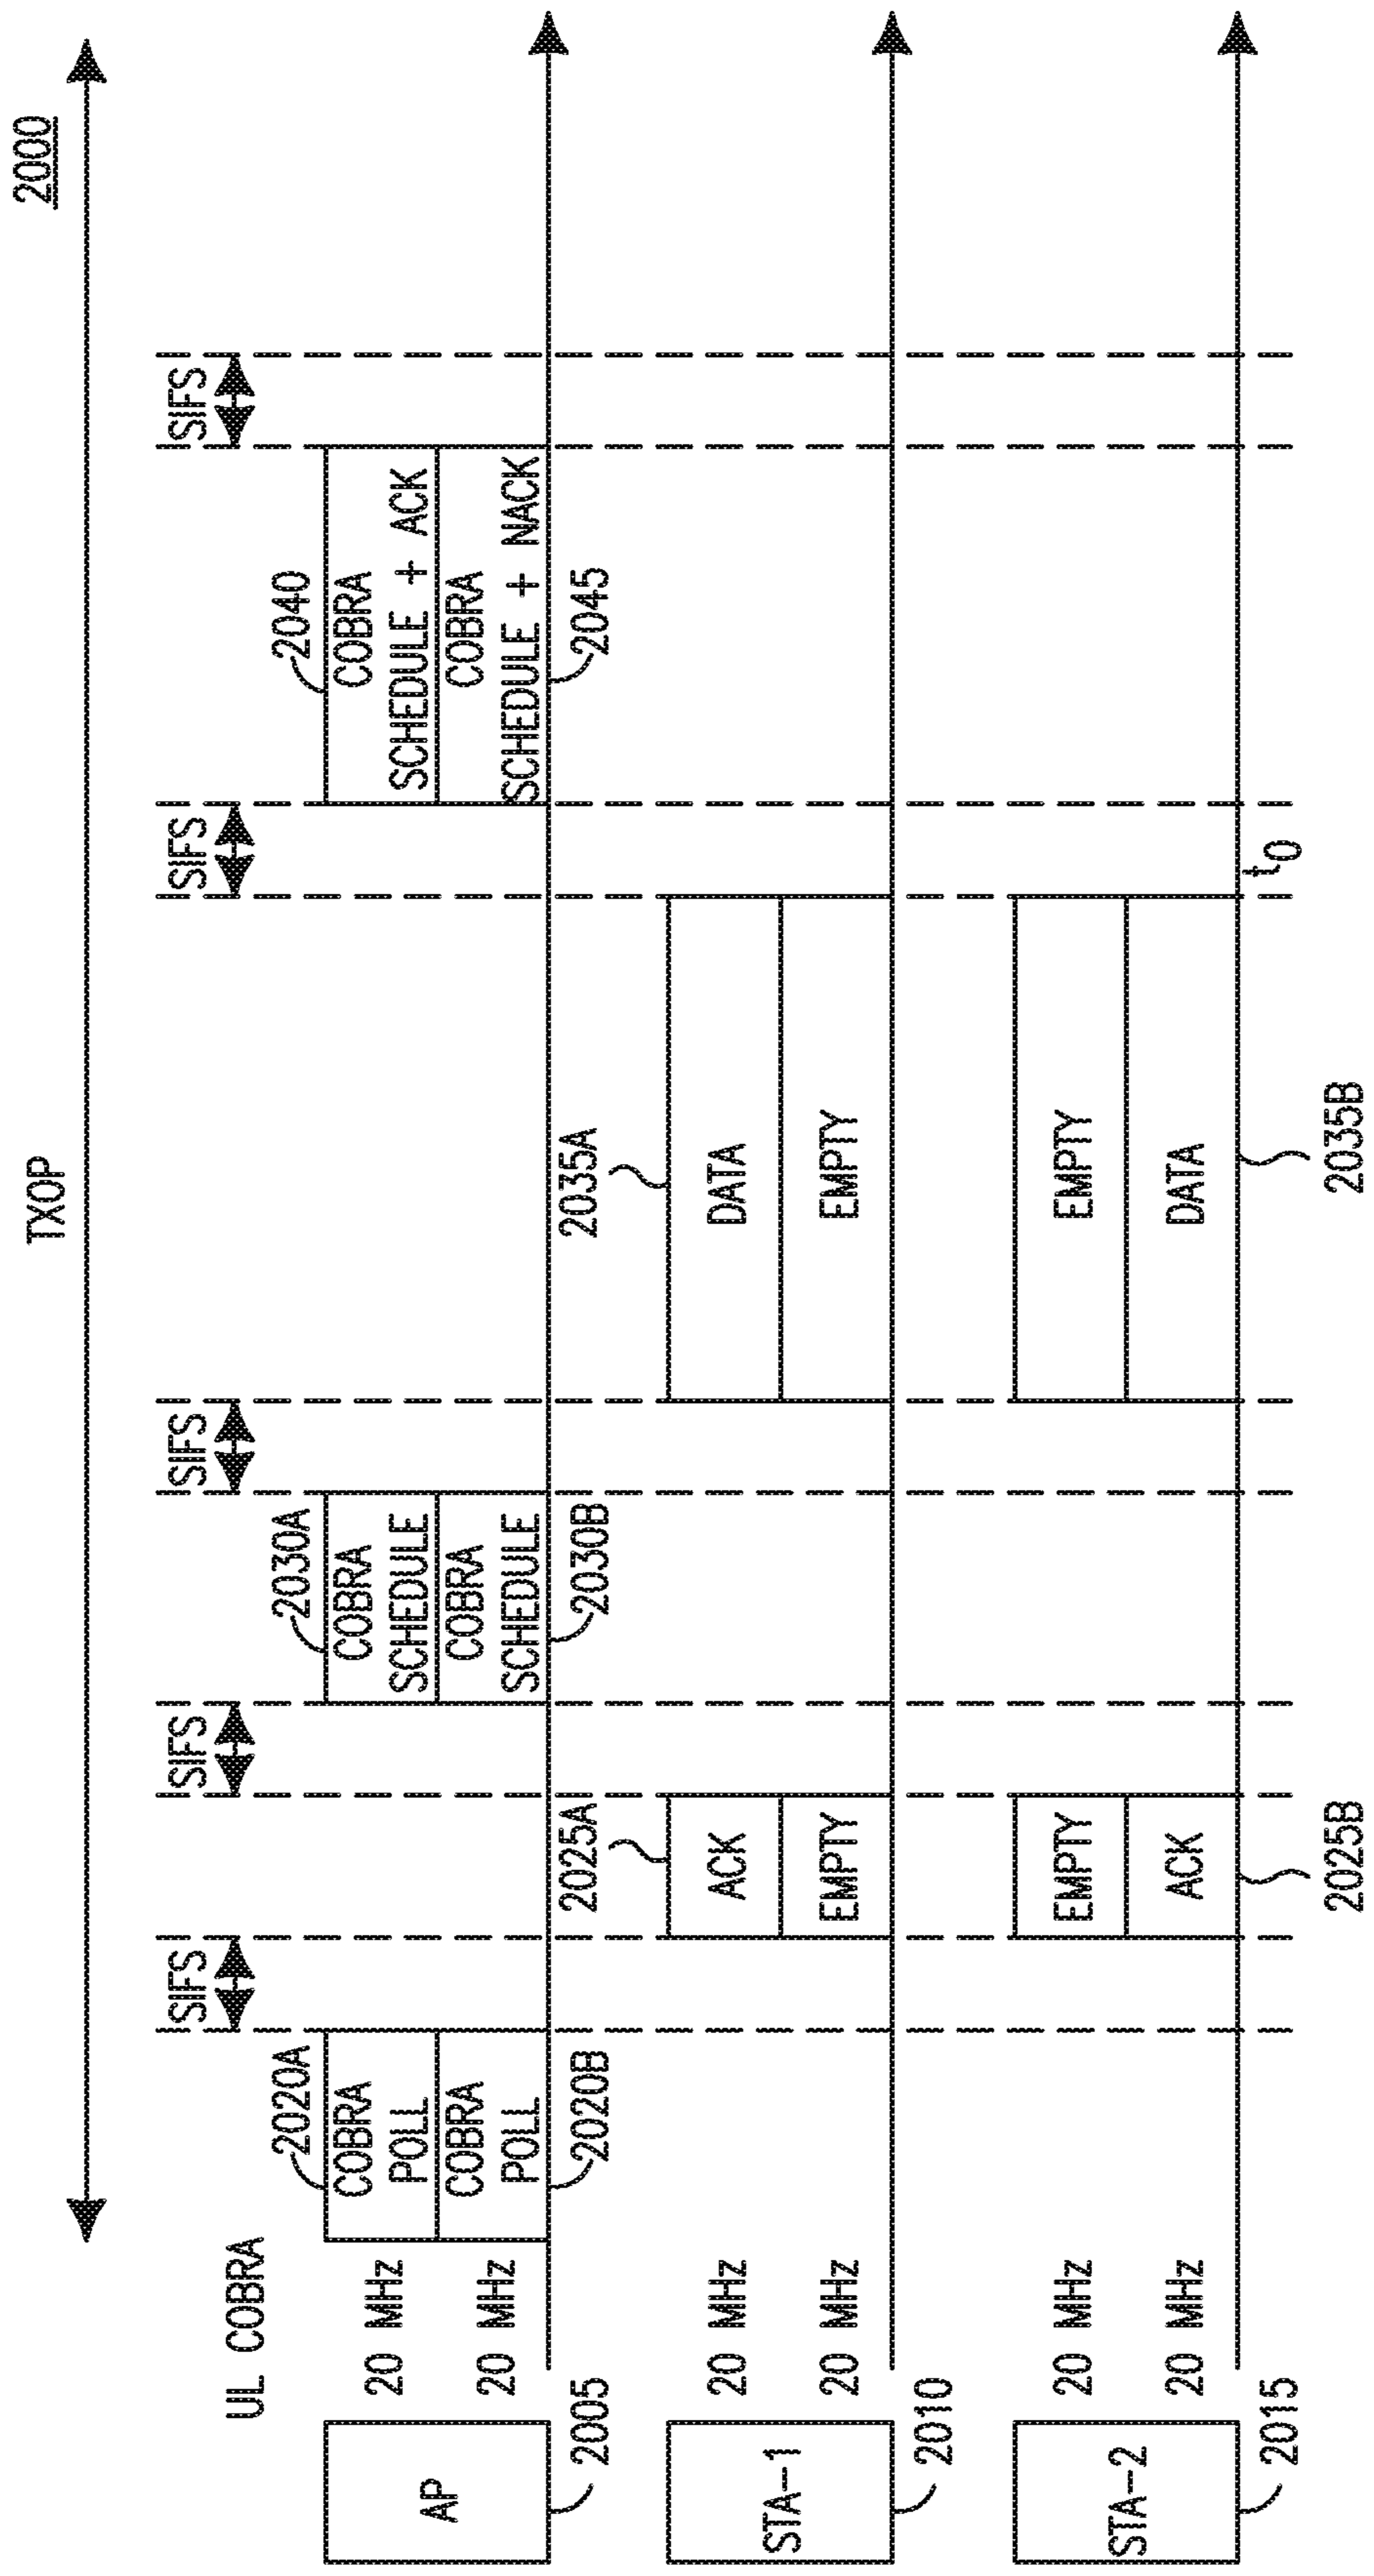 2000
TXOP
UL COBRA
SIFS
SIFS
SIFS
SIFS
SIFS
AP
2005
20 MHz
20 MHz
2020A
COBRA
POLL
COBRA
POLL
2020B
2030A
COBRA
SCHEDULE
COBRA
SCHEDULE
2030B
2040
COBRA
SCHEDULE + ACK
COBRA
SCHEDULE + NACK
2045
STA-1
2010
20 MHz
20 MHz
2025A
ACK
EMPTY
2035A
DATA
EMPTY
STA-2
2015
20 MHz
20 MHz
EMPTY
ACK
2025B
EMPTY
DATA
2035B
t0